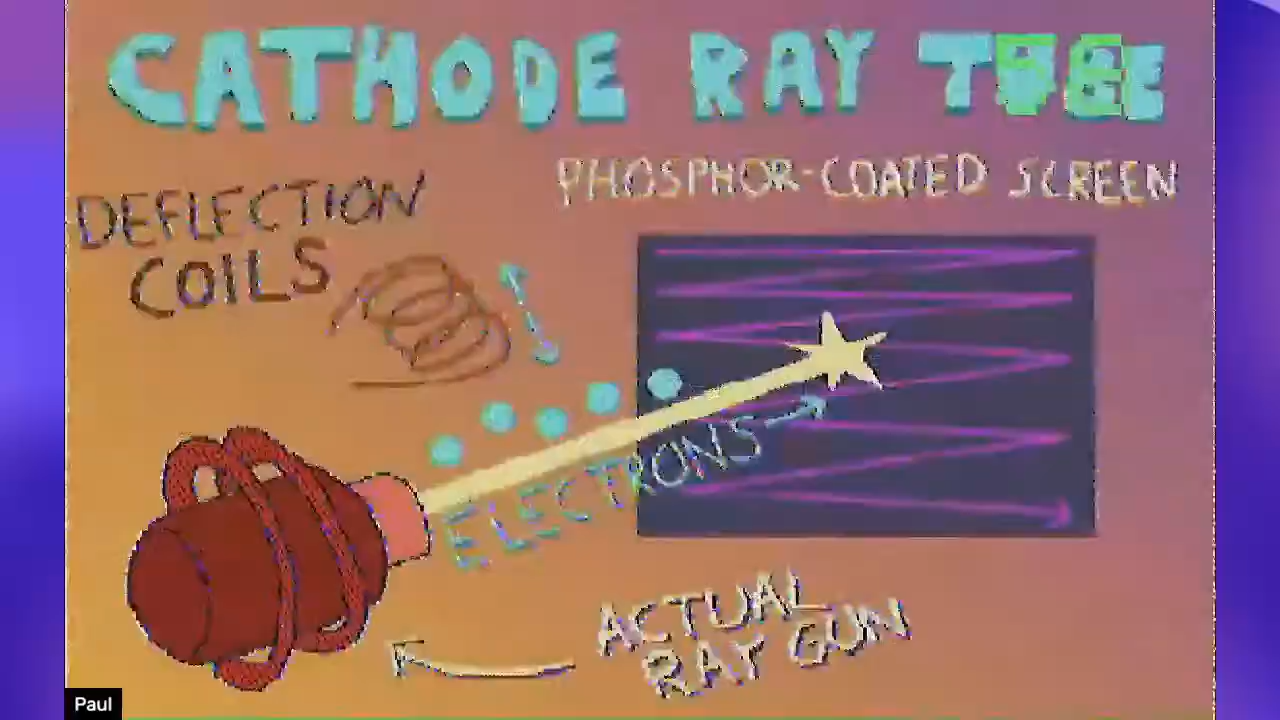 CATHODE RAY TUBE
PHOSPHOR-COATED SCREEN
DEFLECTION
COILS
ELECTRONS
ACTUAL
RAY GUN
Paul